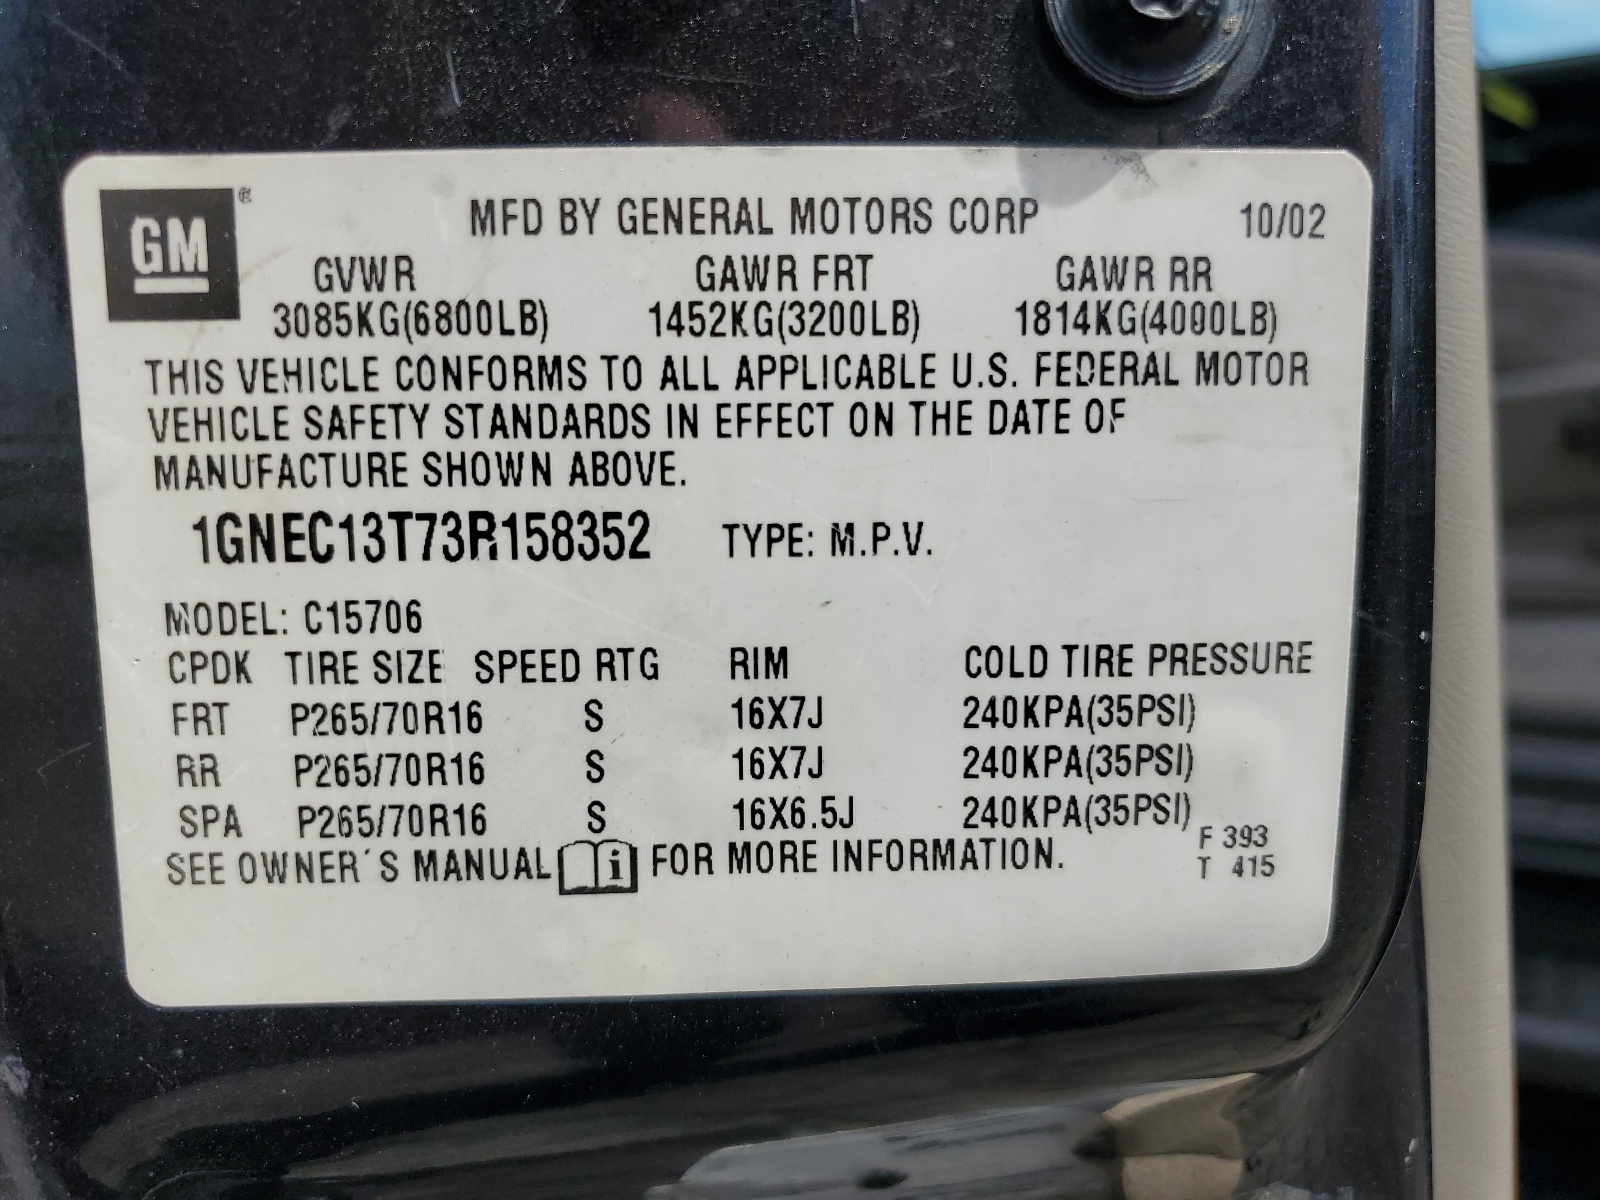 GM
MFD BY GENERAL MOTORS CORP 10/02
GVWR GAWR FRT GAWR RR
3085KG(6800LB) 1452KG(3200LB) 1814KG(4000LB)
THIS VEHICLE CONFORMS TO ALL APPLICABLE U.S. FEDERAL MOTOR
VEHICLE SAFETY STANDARDS IN EFFECT ON THE DATE OF
MANUFACTURE SHOWN ABOVE.
1GNEC13T73R158352 TYPE: M.P.V.
MODEL: C15706
CPDK TIRE SIZE SPEED RTG RIM COLD TIRE PRESSURE
FRT P265/70R16 S 16X7J 240KPA(35PSI)
RR P265/70R16 S 16X7J 240KPA(35PSI)
SPA P265/70R16 S 16X6.5J 240KPA(35PSI)
SEE OWNER´S MANUAL i FOR MORE INFORMATION.
F 393
T 415